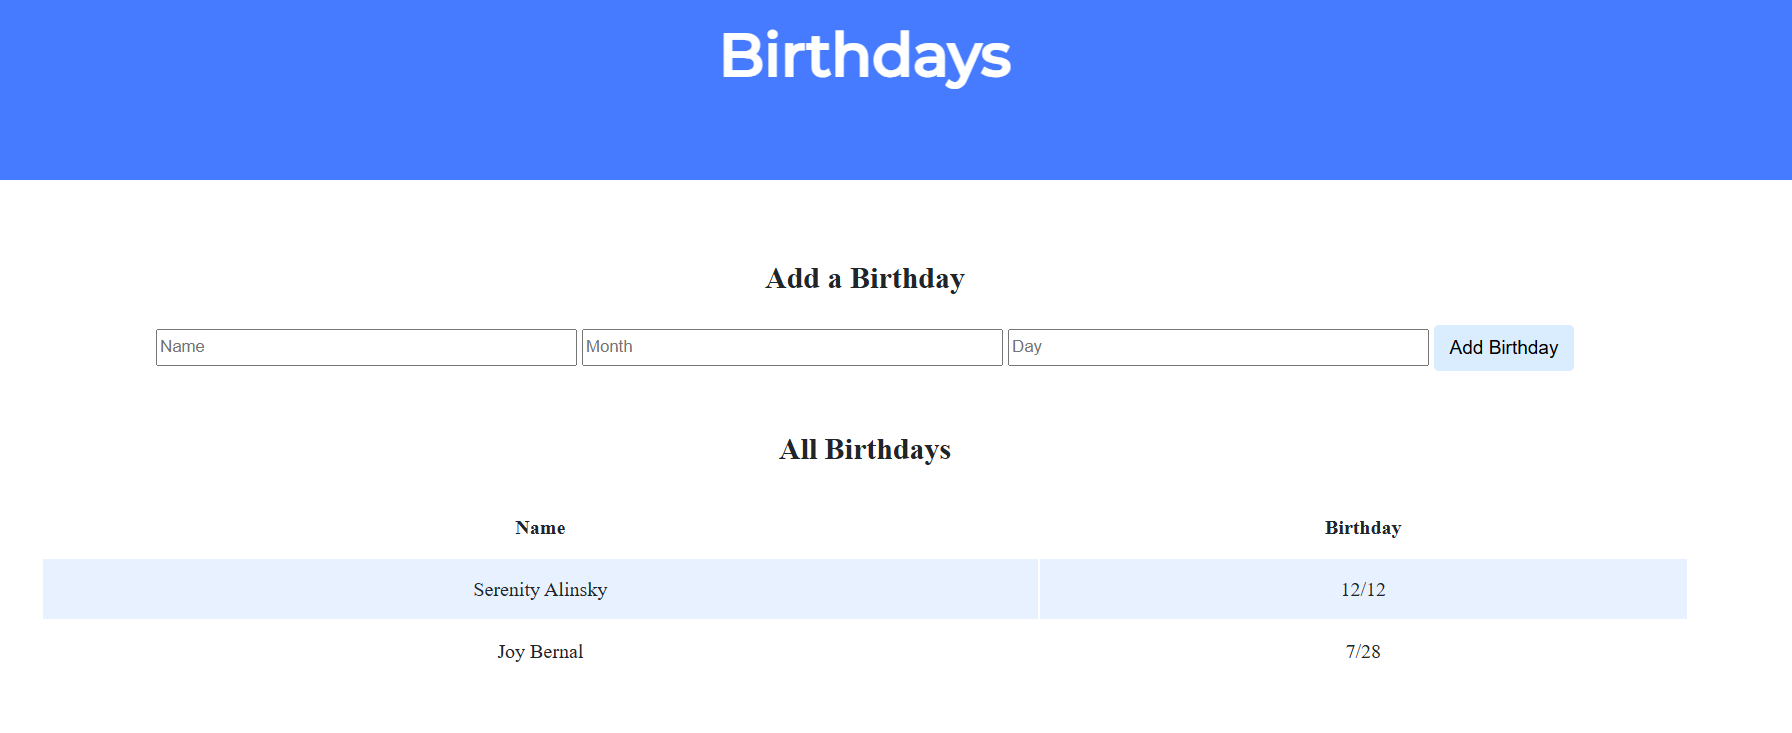 Birthdays
Add a Birthday
Name Month Day Add Birthday
All Birthdays
Name Birthday
Serenity Alinsky 12/12
Joy Bernal 7/28